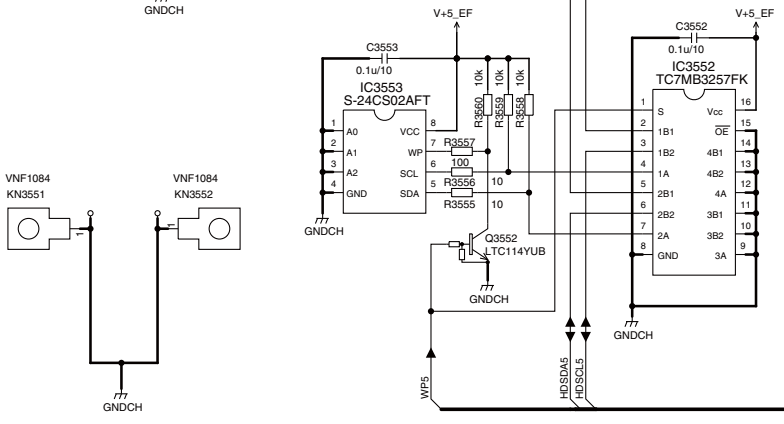 GNDCH
V+5_EF
V+5_EF
C3553
0.1u/10
C3552
0.1u/10
IC3553
S-24CS02AFT
10k
10k
10k
R3560
R3559
R3558
IC3552
TC7MB3257FK
1 A0
2 A1
3 A2
4 GND
VCC 8
WP 7
SCL 6
SDA 5
R3557
100
R3556
10
R3555
10
1 S
2 1B1
3 1B2
4 1A
5 2B1
6 2B2
7 2A
8 GND
Vcc 16
OE 15
4B1 14
4B2 13
4A 12
3B1 11
3B2 10
3A 9
VNF1084
KN3551
1
VNF1084
KN3552
1
GNDCH
Q3552
LTC114YUB
GNDCH
GNDCH
WP5
HDSDA5
HDSCL5
GNDCH